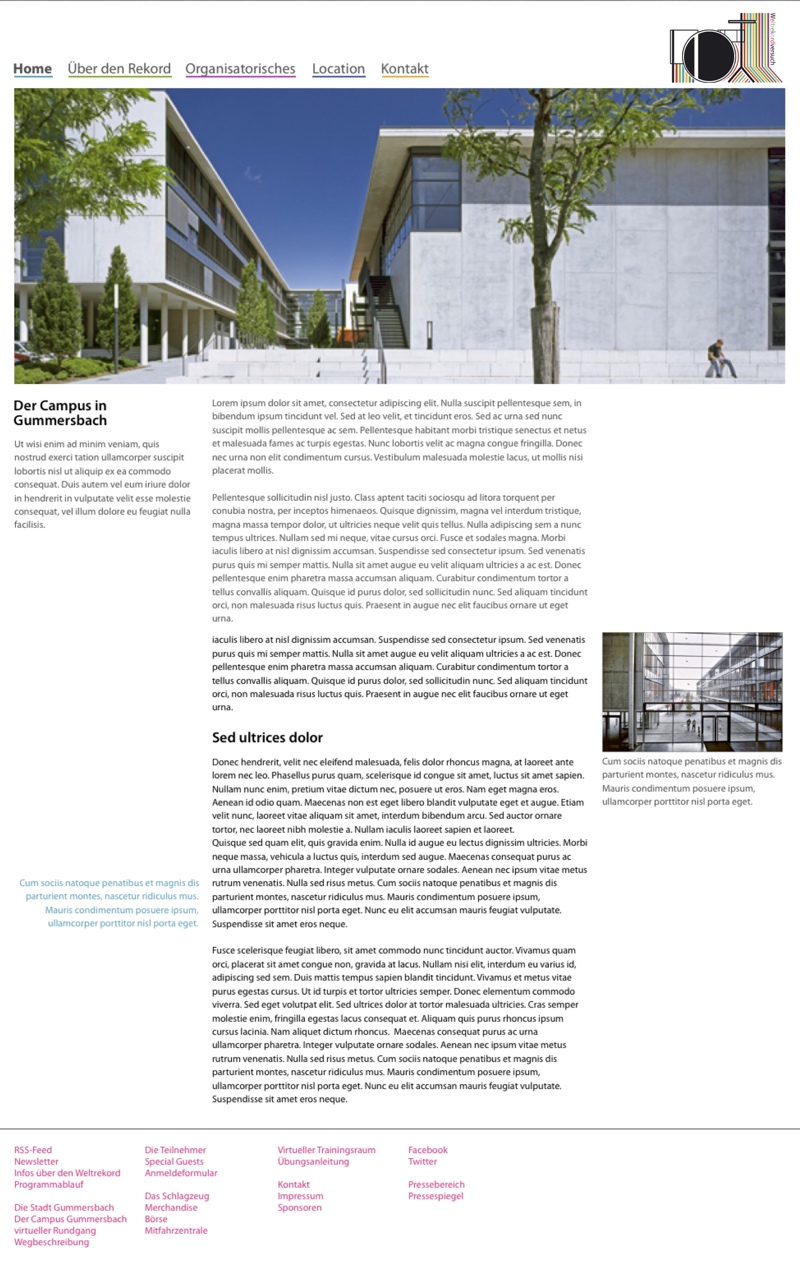 Weltrekordversuch
Home Über den Rekord Organisatorisches Location Kontakt
Der Campus in
Gummersbach
Ut wisi enim ad minim veniam, quis
nostrud exerci tation ullamcorper suscipit
lobortis nisl ut aliquip ex ea commodo
consequat. Duis autem vel eum iriure dolor
in hendrerit in vulputate velit esse molestie
consequat, vel illum dolore eu feugiat nulla
facilisis.
Lorem ipsum dolor sit amet, consectetur adipiscing elit. Nulla suscipit pellentesque sem, in
bibendum ipsum tincidunt vel. Sed at leo velit, et tincidunt eros. Sed ac urna sed nunc
suscipit mollis pellentesque ac sem. Pellentesque habitant morbi tristique senectus et netus
et malesuada fames ac turpis egestas. Nunc lobortis velit ac magna congue fringilla. Donec
nec urna non elit condimentum cursus. Vestibulum malesuada molestie lacus, ut mollis nisi
placerat mollis.
Pellentesque sollicitudin nisl justo. Class aptent taciti sociosqu ad litora torquent per
conubia nostra, per inceptos himenaeos. Quisque dignissim, magna vel interdum tristique,
magna massa tempor dolor, ut ultricies neque velit quis tellus. Nulla adipiscing sem a nunc
tempus ultrices. Nullam sed mi neque, vitae cursus orci. Fusce et sodales magna. Morbi
iaculis libero at nisl dignissim accumsan. Suspendisse sed consectetur ipsum. Sed venenatis
purus quis mi semper mattis. Nulla sit amet augue eu velit aliquam ultricies a ac est. Donec
pellentesque enim pharetra massa accumsan aliquam. Curabitur condimentum tortor a
tellus convallis aliquam. Quisque id purus dolor, sed sollicitudin nunc. Sed aliquam tincidunt
orci, non malesuada risus luctus quis. Praesent in augue nec elit faucibus ornare ut eget
urna.
iaculis libero at nisl dignissim accumsan. Suspendisse sed consectetur ipsum. Sed venenatis
purus quis mi semper mattis. Nulla sit amet augue eu velit aliquam ultricies a ac est. Donec
pellentesque enim pharetra massa accumsan aliquam. Curabitur condimentum tortor a
tellus convallis aliquam. Quisque id purus dolor, sed sollicitudin nunc. Sed aliquam tincidunt
orci, non malesuada risus luctus quis. Praesent in augue nec elit faucibus ornare ut eget
urna.
Sed ultrices dolor
Donec hendrerit, velit nec eleifend malesuada, felis dolor rhoncus magna, at laoreet ante
lorem nec leo. Phasellus purus quam, scelerisque id congue sit amet, luctus sit amet sapien.
Nullam nunc enim, pretium vitae dictum nec, posuere ut eros. Nam eget magna eros.
Aenean id odio quam. Maecenas non est eget libero blandit vulputate eget et augue. Etiam
velit nunc, laoreet vitae aliquam sit amet, interdum bibendum arcu. Sed auctor ornare
tortor, nec laoreet nibh molestie a. Nullam iaculis laoreet sapien et laoreet.
Quisque sed quam elit, quis gravida enim. Nulla id augue eu lectus dignissim ultricies. Morbi
neque massa, vehicula a luctus quis, interdum sed augue. Maecenas consequat purus ac
urna ullamcorper pharetra. Integer vulputate ornare sodales. Aenean nec ipsum vitae metus
rutrum venenatis. Nulla sed risus metus. Cum sociis natoque penatibus et magnis dis
parturient montes, nascetur ridiculus mus. Mauris condimentum posuere ipsum,
ullamcorper porttitor nisl porta eget. Nunc eu elit accumsan mauris feugiat vulputate.
Suspendisse sit amet eros neque.
Fusce scelerisque feugiat libero, sit amet commodo nunc tincidunt auctor. Vivamus quam
orci, placerat sit amet congue non, gravida at lacus. Nullam nisi elit, interdum eu varius id,
adipiscing sed sem. Duis mattis tempus sapien blandit tincidunt. Vivamus et metus vitae
purus egestas cursus. Ut id turpis et tortor ultricies semper. Donec elementum commodo
viverra. Sed eget volutpat elit. Sed ultrices dolor at tortor malesuada ultricies. Cras semper
molestie enim, fringilla egestas lacus consequat et. Aliquam quis purus rhoncus ipsum
cursus lacinia. Nam aliquet dictum rhoncus.  Maecenas consequat purus ac urna
ullamcorper pharetra. Integer vulputate ornare sodales. Aenean nec ipsum vitae metus
rutrum venenatis. Nulla sed risus metus. Cum sociis natoque penatibus et magnis dis
parturient montes, nascetur ridiculus mus. Mauris condimentum posuere ipsum,
ullamcorper porttitor nisl porta eget. Nunc eu elit accumsan mauris feugiat vulputate.
Suspendisse sit amet eros neque.
Cum sociis natoque penatibus et magnis dis
parturient montes, nascetur ridiculus mus.
Mauris condimentum posuere ipsum,
ullamcorper porttitor nisl porta eget.
Cum sociis natoque penatibus et magnis dis
parturient montes, nascetur ridiculus mus.
Mauris condimentum posuere ipsum,
ullamcorper porttitor nisl porta eget.
RSS-Feed
Newsletter
Infos über den Weltrekord
Programmablauf
Die Stadt Gummersbach
Der Campus Gummersbach
virtueller Rundgang
Wegbeschreibung
Die Teilnehmer
Special Guests
Anmeldeformular
Das Schlagzeug
Merchandise
Börse
Mitfahrzentrale
Virtueller Trainingsraum
Übungsanleitung
Kontakt
Impressum
Sponsoren
Facebook
Twitter
Pressebereich
Pressespiegel